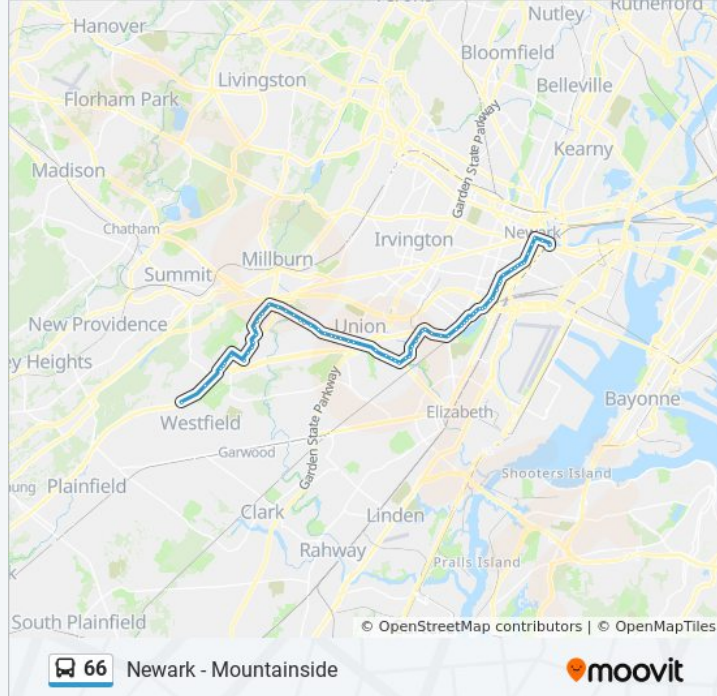 Hanover
Nutley
Rutherford
Bloomfield
Livingston
Belleville
Florham Park
Kearny
Garden State Parkway
Madison
Chatham
Newark
Irvington
Millburn
Summit
New Providence
Union
ey Heights
Bayonne
Elizabeth
Westfield
Garden State Parkway
Garwood
Shooters Island
ung
Plainfield
Clark
Linden
Rahway
Pralls Island
South Plainfield
© OpenStreetMap contributors | © OpenMapTiles
66 Newark - Mountainside
moovit